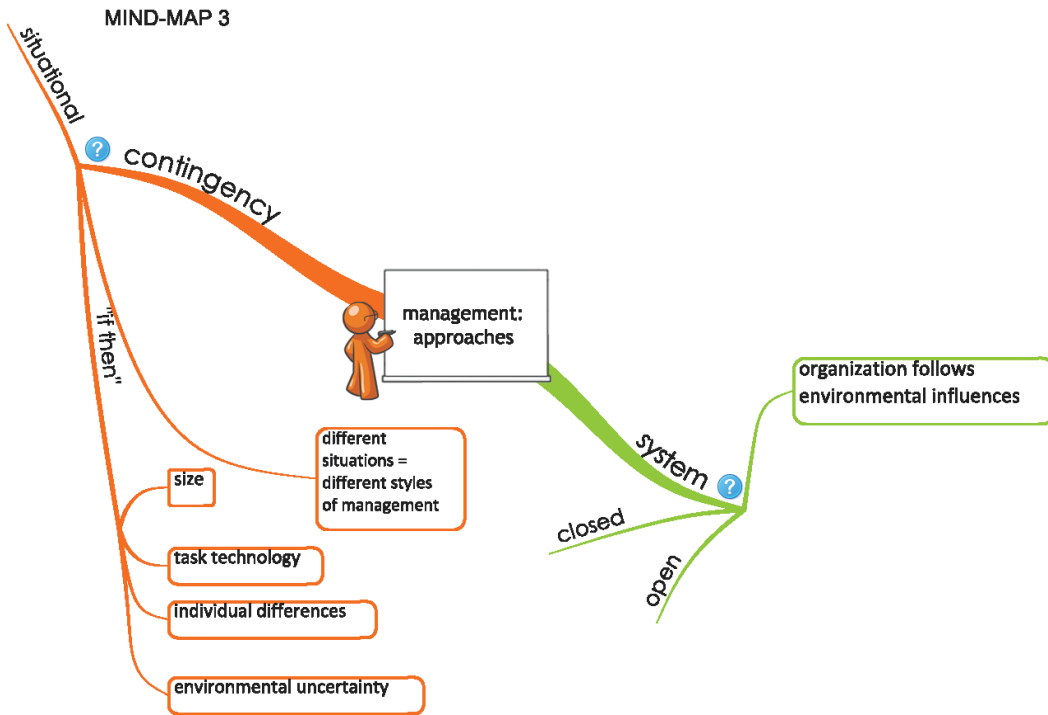 MIND-MAP 3
situational
?
contingency
management:
approaches
"if then"
different
situations =
different styles
of management
size
task technology
individual differences
environmental uncertainty
organization follows
environmental influences
system
?
closed
open